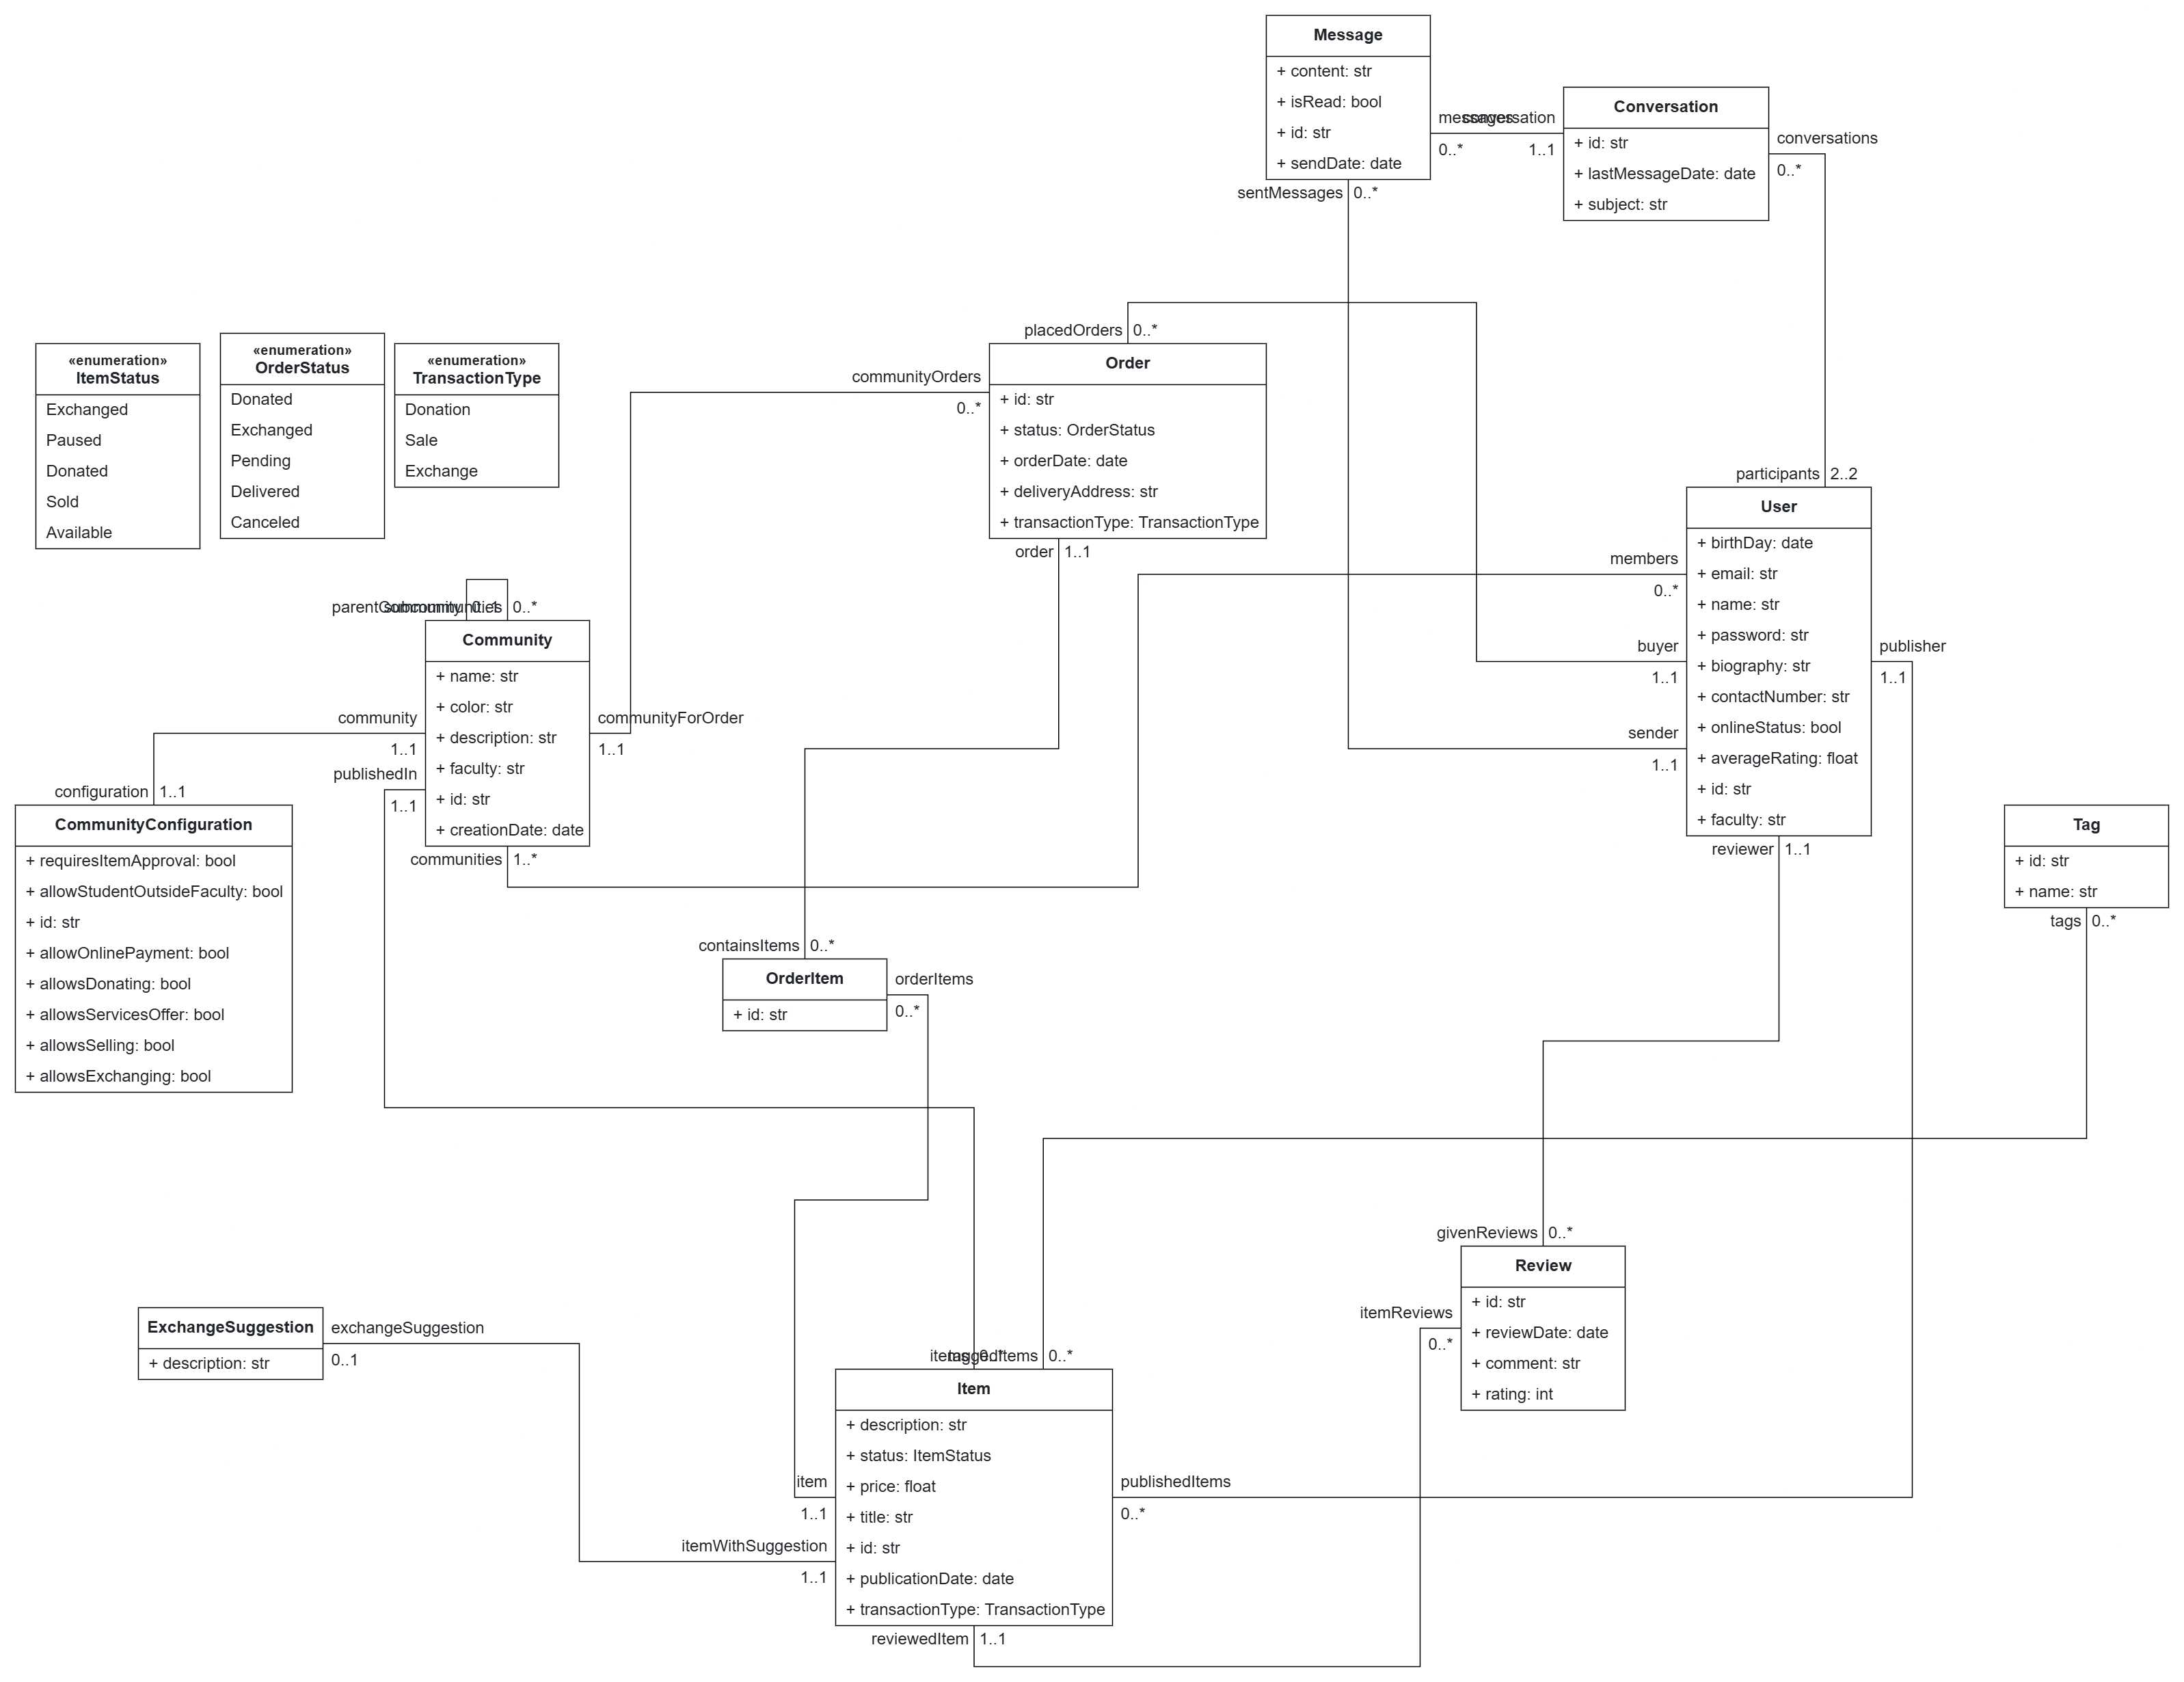 Message
+ content: str
+ isRead: bool
+ id: str
+ sendDate: date
messages
0..*
conversation
1..1
Conversation
+ id: str
+ lastMessageDate: date
+ subject: str
conversations
0..*
sentMessages 0..*
placedOrders 0..*
«enumeration»
ItemStatus
Exchanged
Paused
Donated
Sold
Available
«enumeration»
OrderStatus
Donated
Exchanged
Pending
Delivered
Canceled
«enumeration»
TransactionType
Donation
Sale
Exchange
communityOrders
0..*
Order
+ id: str
+ status: OrderStatus
+ orderDate: date
+ deliveryAddress: str
+ transactionType: TransactionType
order 1..1
participants 2..2
User
+ birthDay: date
+ email: str
+ name: str
+ password: str
+ biography: str
+ contactNumber: str
+ onlineStatus: bool
+ averageRating: float
+ id: str
+ faculty: str
members
0..*
buyer
1..1
sender
1..1
publisher
1..1
reviewer 1..1
parentCommunity 0..1
subcommunities 0..*
Community
+ name: str
+ color: str
+ description: str
+ faculty: str
+ id: str
+ creationDate: date
community
1..1
publishedIn
1..1
communityForOrder
1..1
communities 1..*
configuration 1..1
CommunityConfiguration
+ requiresItemApproval: bool
+ allowStudentOutsideFaculty: bool
+ id: str
+ allowOnlinePayment: bool
+ allowsDonating: bool
+ allowsServicesOffer: bool
+ allowsSelling: bool
+ allowsExchanging: bool
Tag
+ id: str
+ name: str
tags 0..*
containsItems 0..*
OrderItem
+ id: str
orderItems
0..*
givenReviews 0..*
Review
+ id: str
+ reviewDate: date
+ comment: str
+ rating: int
itemReviews
0..*
ExchangeSuggestion
+ description: str
exchangeSuggestion
0..1
items 0..*
taggedItems 0..*
Item
+ description: str
+ status: ItemStatus
+ price: float
+ title: str
+ id: str
+ publicationDate: date
+ transactionType: TransactionType
item
1..1
itemWithSuggestion
1..1
publishedItems
0..*
reviewedItem 1..1